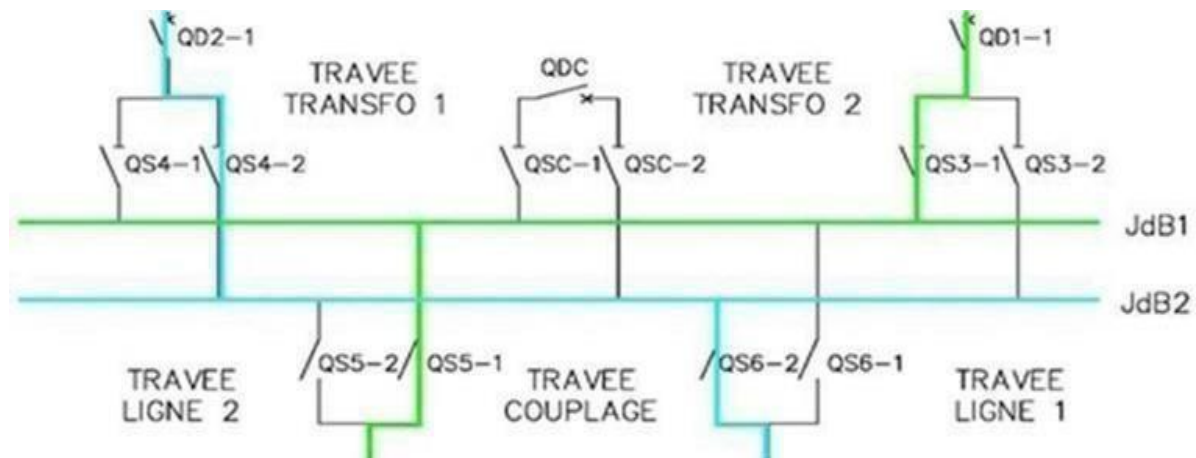 QD2-1
TRAVEE
TRANSFO 1
QDC
TRAVEE
TRANSFO 2
QD1-1
QS4-1
QS4-2
QSC-1
QSC-2
QS3-1
QS3-2
JdB1
JdB2
TRAVEE
LIGNE 2
QS5-2
QS5-1
TRAVEE
COUPLAGE
QS6-2
QS6-1
TRAVEE
LIGNE 1